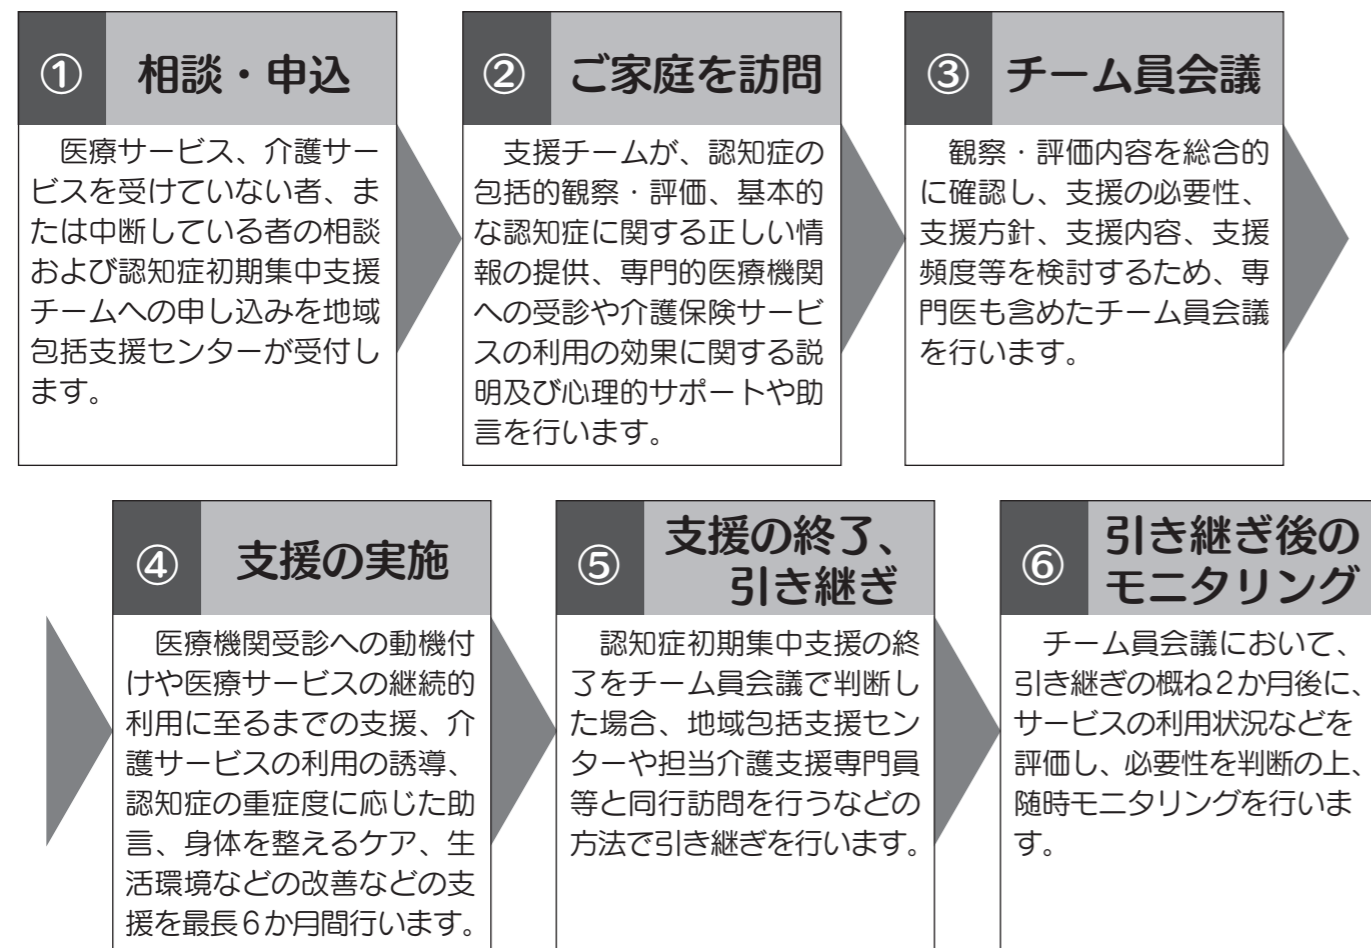 ① 相談・申込
医療サービス、介護サー
ビスを受けていない者、ま
たは中断している者の相談
および認知症初期集中支援
チームへの申し込みを地域
包括支援センターが受付し
ます。
② ご家庭を訪問
支援チームが、認知症の
包括的観察・評価、基本的
な認知症に関する正しい情
報の提供、専門的医療機関
への受診や介護保険サービ
スの利用の効果に関する説
明及び心理的サポートや助
言を行います。
③ チーム員会議
観察・評価内容を総合的
に確認し、支援の必要性、
支援方針、支援内容、支援
頻度等を検討するため、専
門医も含めたチーム員会議
を行います。
④ 支援の実施
医療機関受診への動機付
けや医療サービスの継続的
利用に至るまでの支援、介
護サービスの利用の誘導、
認知症の重症度に応じた助
言、身体を整えるケア、生
活環境などの改善などの支
援を最長6か月間行います。
⑤ 支援の終了、
引き継ぎ
認知症初期集中支援の終
了をチーム員会議で判断し
た場合、地域包括支援セン
ターや担当介護支援専門員
等と同行訪問を行うなどの
方法で引き継ぎを行います。
⑥ 引き継ぎ後の
モニタリング
チーム員会議において、
引き継ぎの概ね2か月後に、
サービスの利用状況などを
評価し、必要性を判断の上、
随時モニタリングを行いま
す。